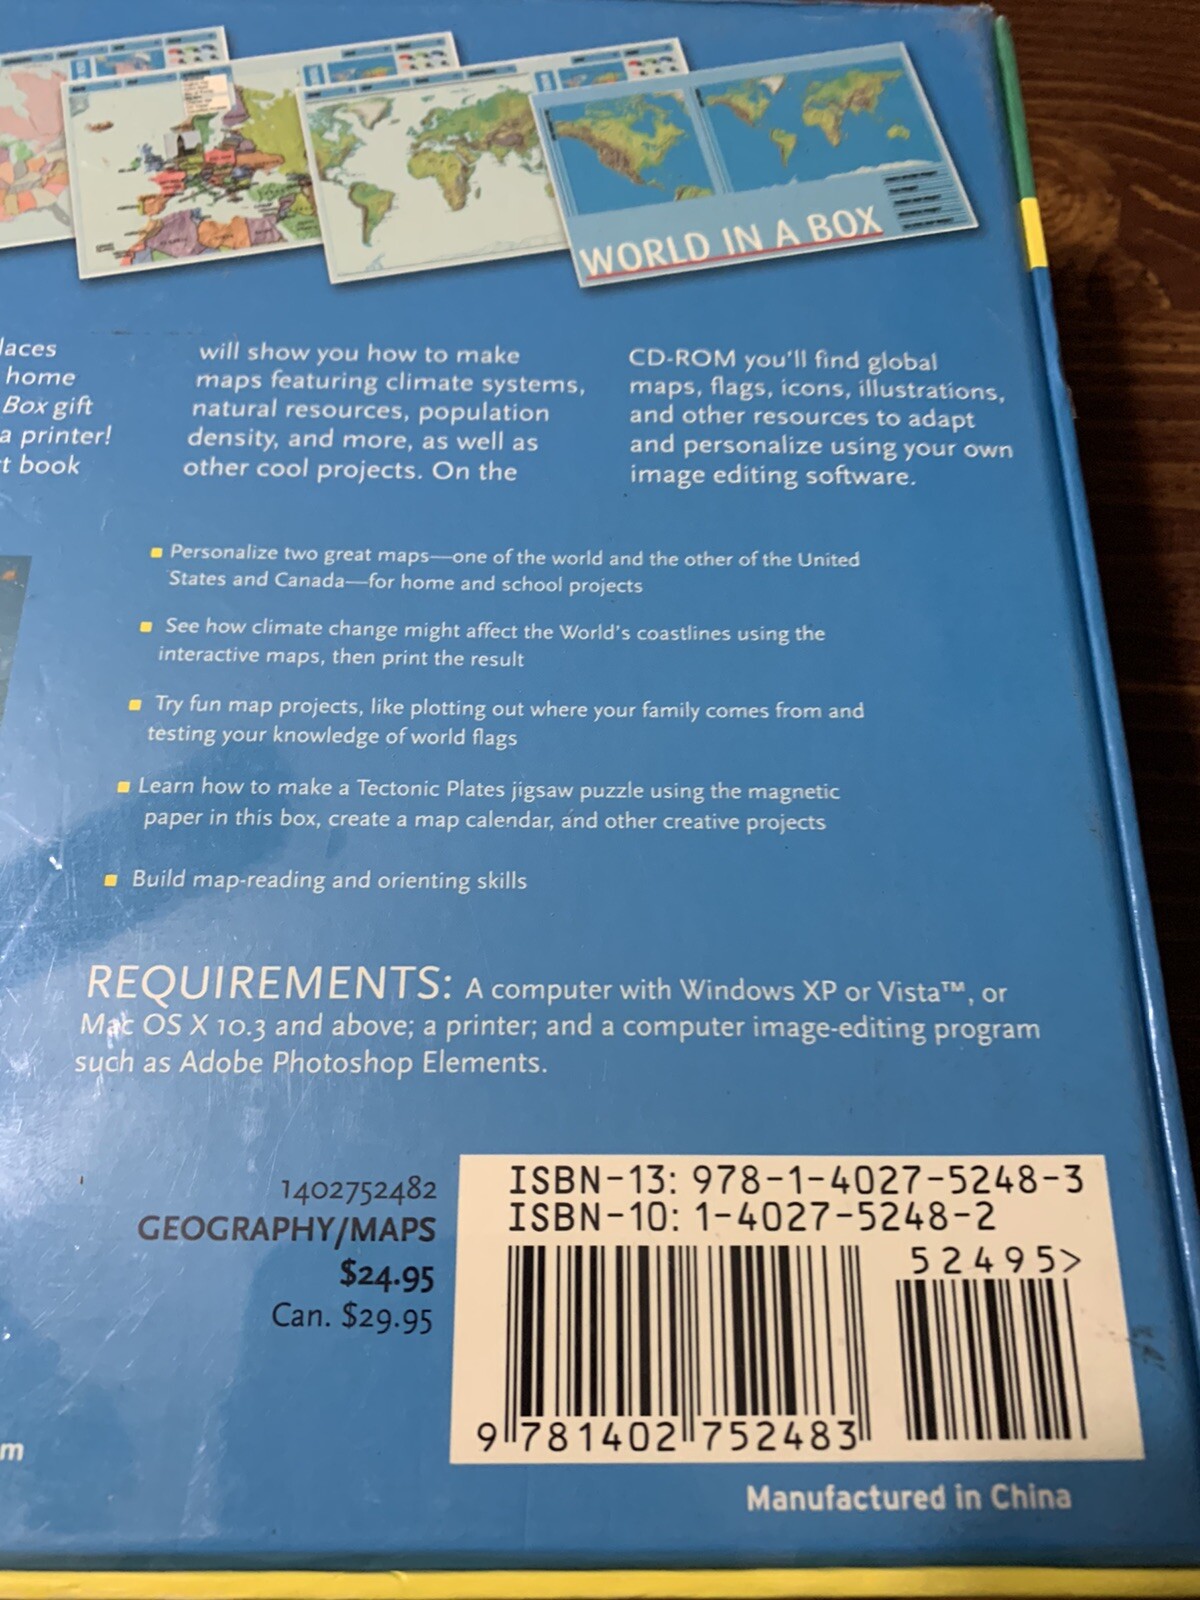 WORLD IN A BOX
laces
home
Box gift
a printer!
ct book
will show you how to make
maps featuring climate systems,
natural resources, population
density, and more, as well as
other cool projects. On the
CD-ROM you'll find global
maps, flags, icons, illustrations,
and other resources to adapt
and personalize using your own
image editing software.
Personalize two great maps—one of the world and the other of the United
States and Canada—for home and school projects
See how climate change might affect the World's coastlines using the
interactive maps, then print the result
Try fun map projects, like plotting out where your family comes from and
testing your knowledge of world flags
Learn how to make a Tectonic Plates jigsaw puzzle using the magnetic
paper in this box, create a map calendar, and other creative projects
Build map-reading and orienting skills
REQUIREMENTS: A computer with Windows XP or Vista™, or
Mac OS X 10.3 and above; a printer; and a computer image-editing program
such as Adobe Photoshop Elements.
1402752482
GEOGRAPHY/MAPS
$24.95
Can. $29.95
ISBN-13: 978-1-4027-5248-3
ISBN-10: 1-4027-5248-2
52495>
9 781402 752483
m
Manufactured in China